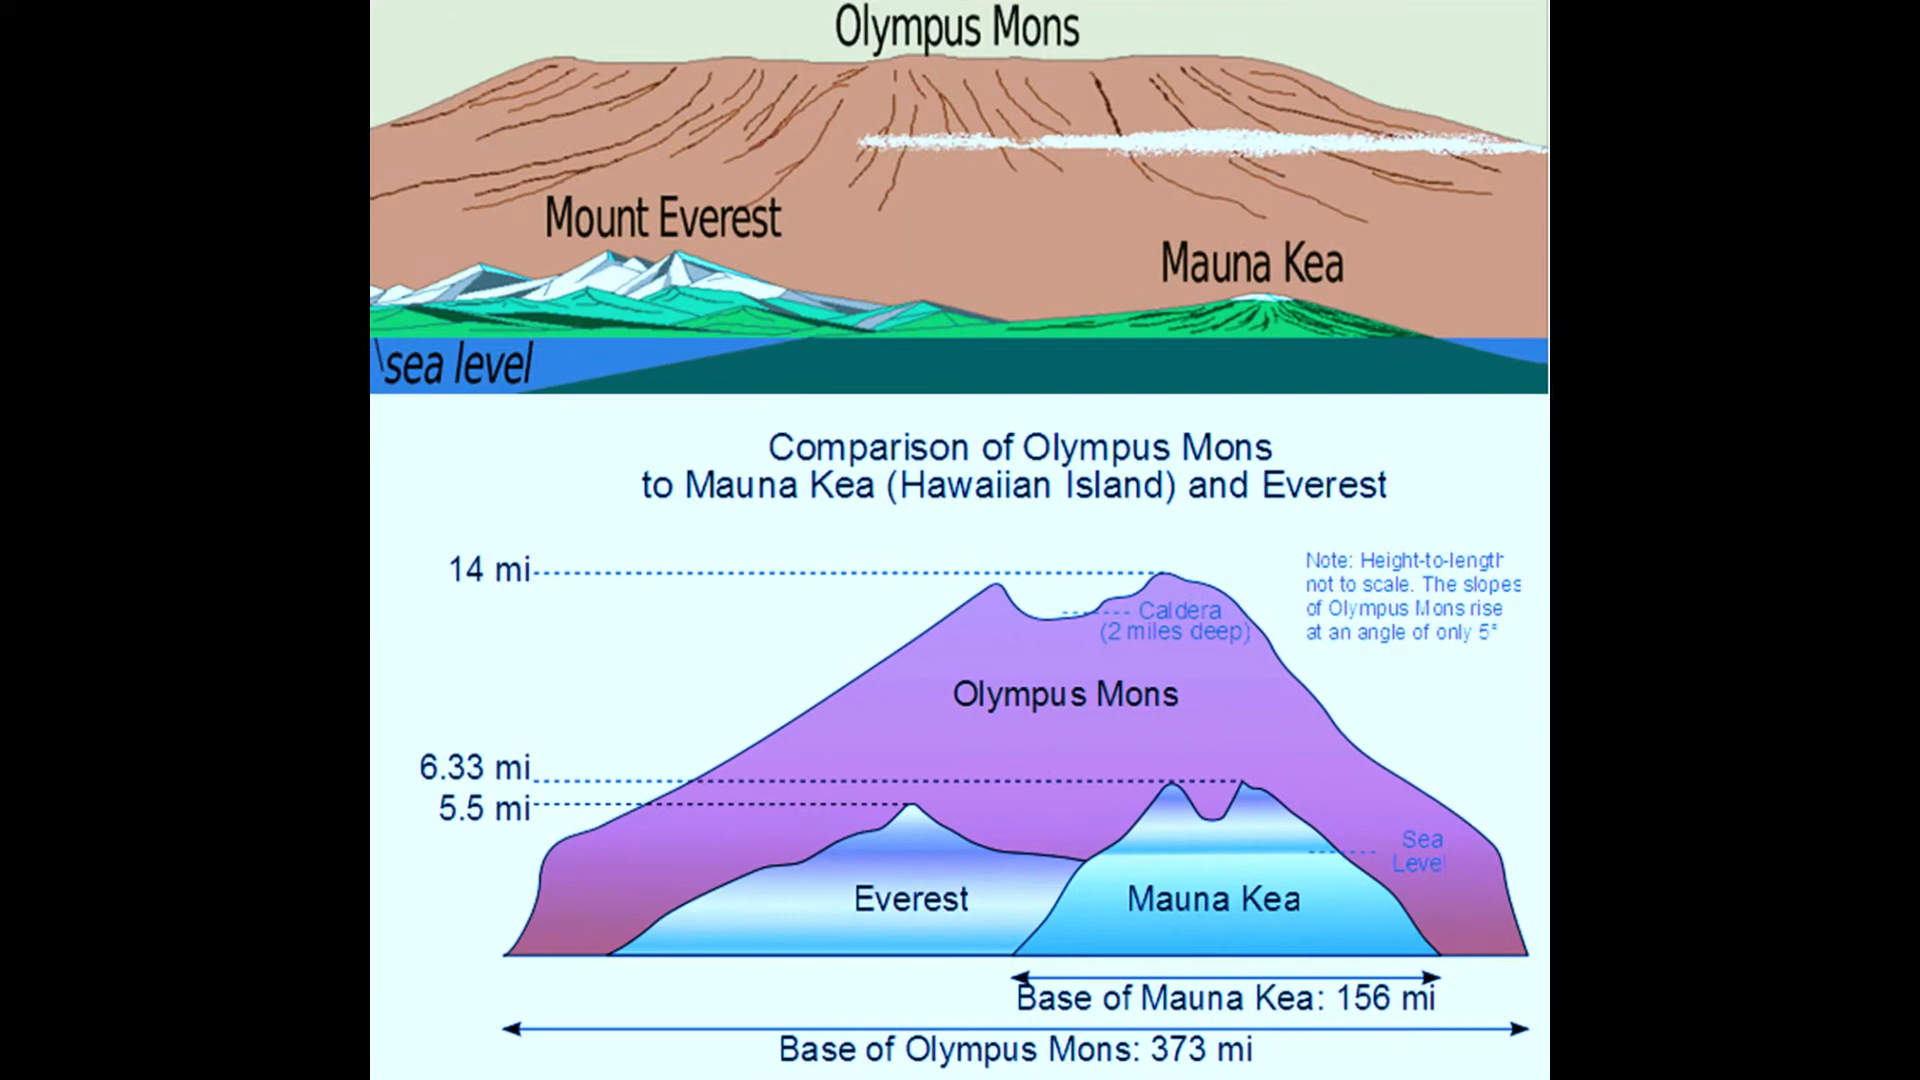 Olympus Mons
Mount Everest
Mauna Kea
sea level
Comparison of Olympus Mons
to Mauna Kea (Hawaiian Island) and Everest
14 mi
Note: Height-to-length
not to scale. The slopes
of Olympus Mons rise
at an angle of only 5°
Caldera
(2 miles deep)
Olympus Mons
6.33 mi
5.5 mi
Sea
Level
Everest
Mauna Kea
Base of Mauna Kea: 156 mi
Base of Olympus Mons: 373 mi